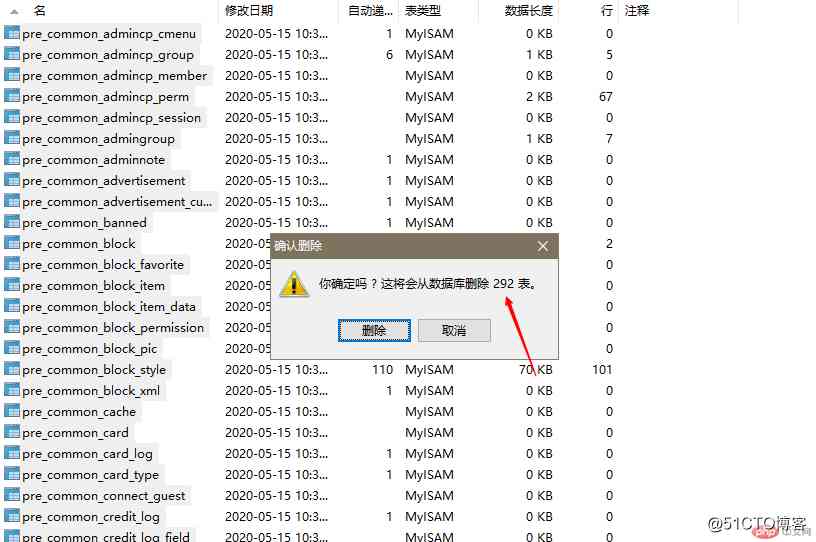 名 修改日期 自动递... 表类型 数据长度 行 注释
pre_common_admincp_cmenu 2020-05-15 10:3... 1 MyISAM 0 KB 0
pre_common_admincp_group 2020-05-15 10:3... 6 MyISAM 1 KB 5
pre_common_admincp_member 2020-05-15 10:3... MyISAM 0 KB 0
pre_common_admincp_perm 2020-05-15 10:3... MyISAM 2 KB 67
pre_common_admincp_session 2020-05-15 10:3... MyISAM 0 KB 0
pre_common_admingroup 2020-05-15 10:3... MyISAM 1 KB 7
pre_common_adminnote 2020-05-15 10:3... 1 MyISAM 0 KB 0
pre_common_advertisement 2020-05-15 10:3... 1 MyISAM 0 KB 0
pre_common_advertisement_cu... 2020-05-15 10:3... 1 MyISAM 0 KB 0
pre_common_banned 2020-05-15 10:3... 1 MyISAM 0 KB 0
pre_common_block 2020-0 2
pre_common_block_favorite 2020-0 0
pre_common_block_item 2020-0 0
pre_common_block_item_data 2020-0 0
pre_common_block_permission 2020-0 0
pre_common_block_pic 2020-0 0
确认删除
你确定吗？这将会从数据库删除 292 表。
删除 取消
pre_common_block_style 2020-05-15 10:3... 110 MyISAM 70 KB 101
pre_common_block_xml 2020-05-15 10:3... 1 MyISAM 0 KB 0
pre_common_cache 2020-05-15 10:3... MyISAM 0 KB 0
pre_common_card 2020-05-15 10:3... MyISAM 0 KB 0
pre_common_card_log 2020-05-15 10:3... 1 MyISAM 0 KB 0
pre_common_card_type 2020-05-15 10:3... 1 MyISAM 0 KB 0
pre_common_connect_guest 2020-05-15 10:3... MyISAM 0 KB 0
pre_common_credit_log 2020-05-15 10:3... 1 MyISAM 0 KB 0
pre_common_credit_log_field 2020-05-15 10:3... MyISAM 0 KB 0
@51CTO博客
php